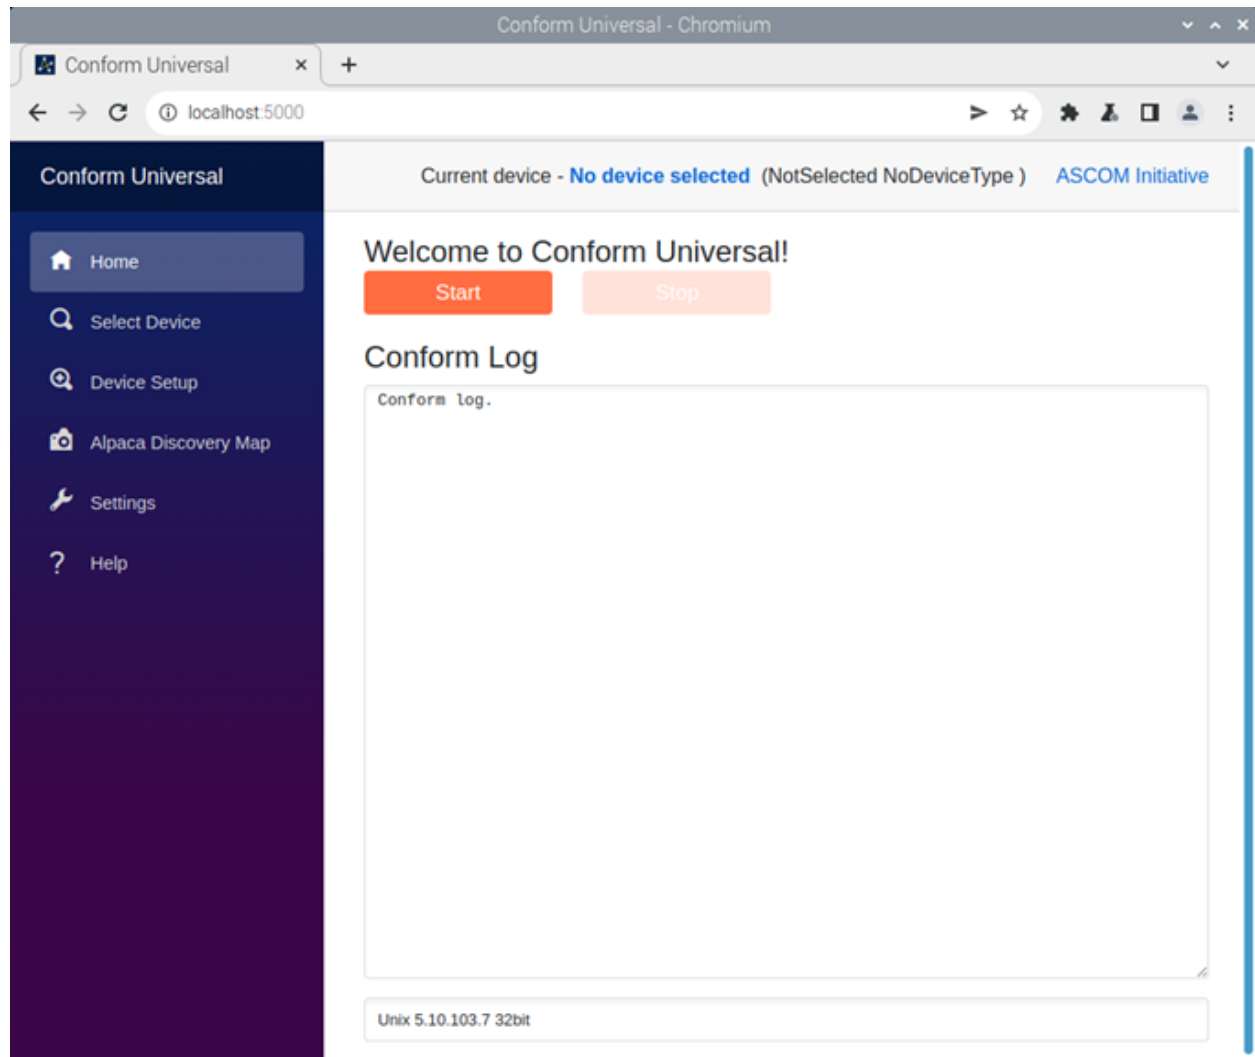 Conform Universal - Chromium
Conform Universal
localhost:5000
Conform Universal
Current device - No device selected (NotSelected NoDeviceType ) ASCOM Initiative
Home
Select Device
Device Setup
Alpaca Discovery Map
Settings
Help
Welcome to Conform Universal!
Start Stop
Conform Log
Conform log.
Unix 5.10.103.7 32bit